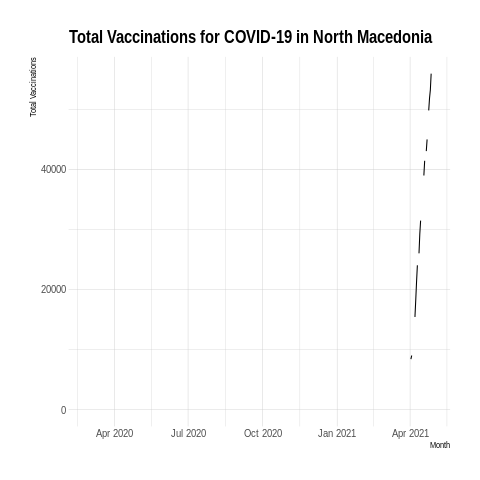 Total Vaccinations for COVID-19 in North Macedonia
Total Vaccinations
40000
20000
0
Apr 2020 Jul 2020 Oct 2020 Jan 2021 Apr 2021
Month